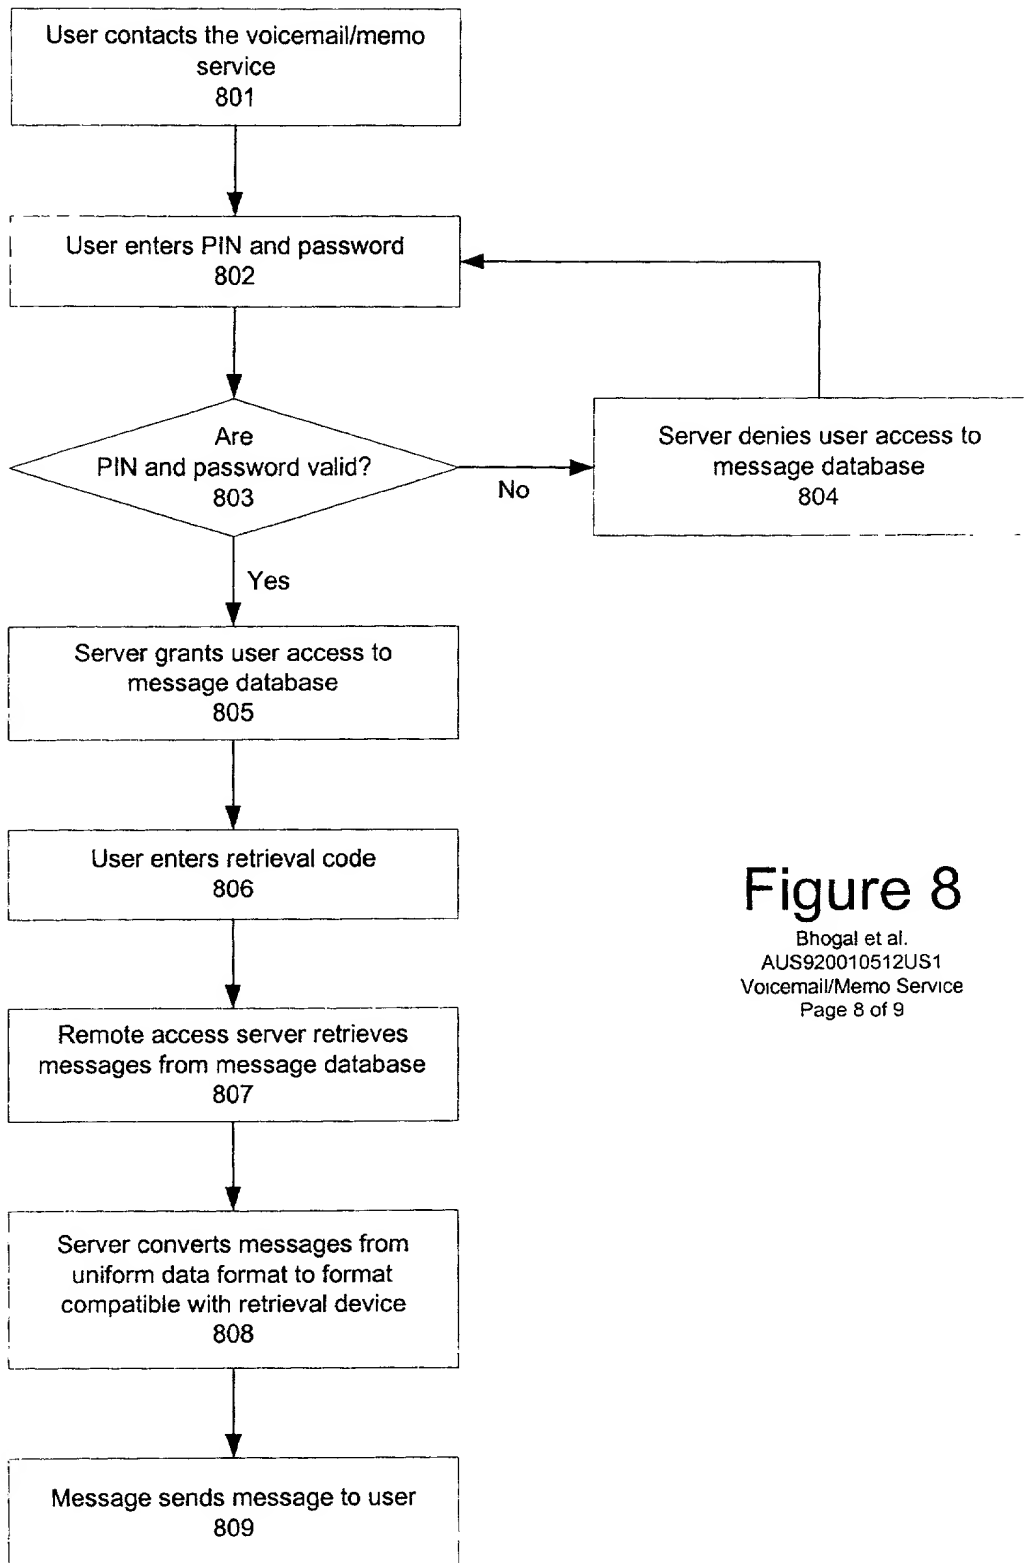 User contacts the voicemail/memo
service
801
User enters PIN and password
802
Are
PIN and password valid?
803
No
Server denies user access to
message database
804
Yes
Server grants user access to
message database
805
User enters retrieval code
806
Remote access server retrieves
messages from message database
807
Server converts messages from
uniform data format to format
compatible with retrieval device
808
Message sends message to user
809
Figure 8
Bhogal et al.
AUS920010512US1
Voicemail/Memo Service
Page 8 of 9